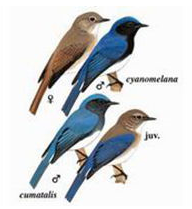 cyanomelana
♀
♂
juv.
♂
cumatalis